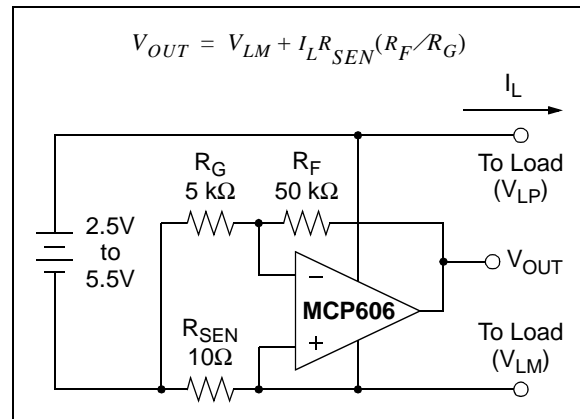 V_OUT = V_LM + I_L R_SEN (R_F/R_G)
I_L
R_G
5 kΩ
R_F
50 kΩ
To Load
(V_LP)
2.5V
to
5.5V
V_OUT
−
MCP606
+
R_SEN
10Ω
To Load
(V_LM)